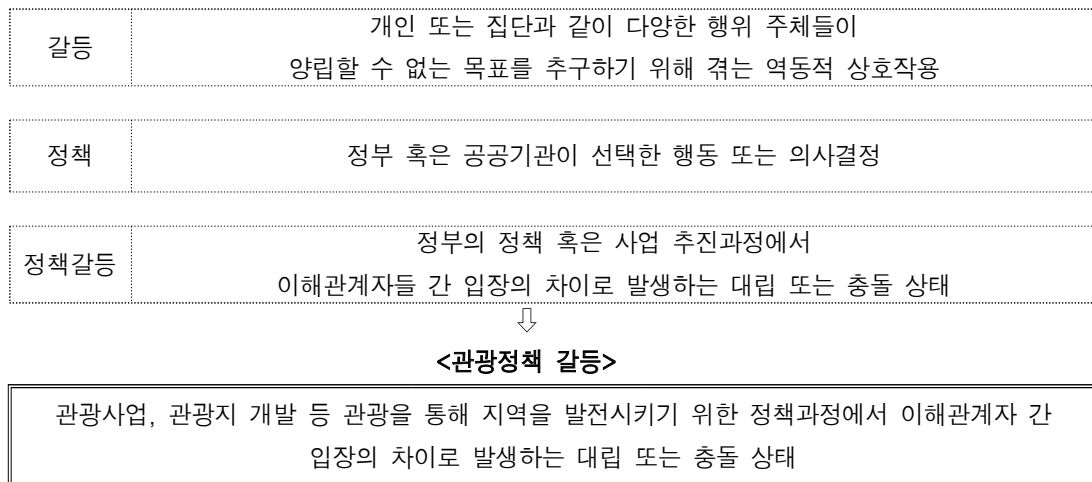 갈등
개인 또는 집단과 같이 다양한 행위 주체들이
양립할 수 없는 목표를 추구하기 위해 겪는 역동적 상호작용
정책
정부 혹은 공공기관이 선택한 행동 또는 의사결정
정책갈등
정부의 정책 혹은 사업 추진과정에서
이해관계자들 간 입장의 차이로 발생하는 대립 또는 충돌 상태
<관광정책 갈등>
관광사업, 관광지 개발 등 관광을 통해 지역을 발전시키기 위한 정책과정에서 이해관계자 간
입장의 차이로 발생하는 대립 또는 충돌 상태